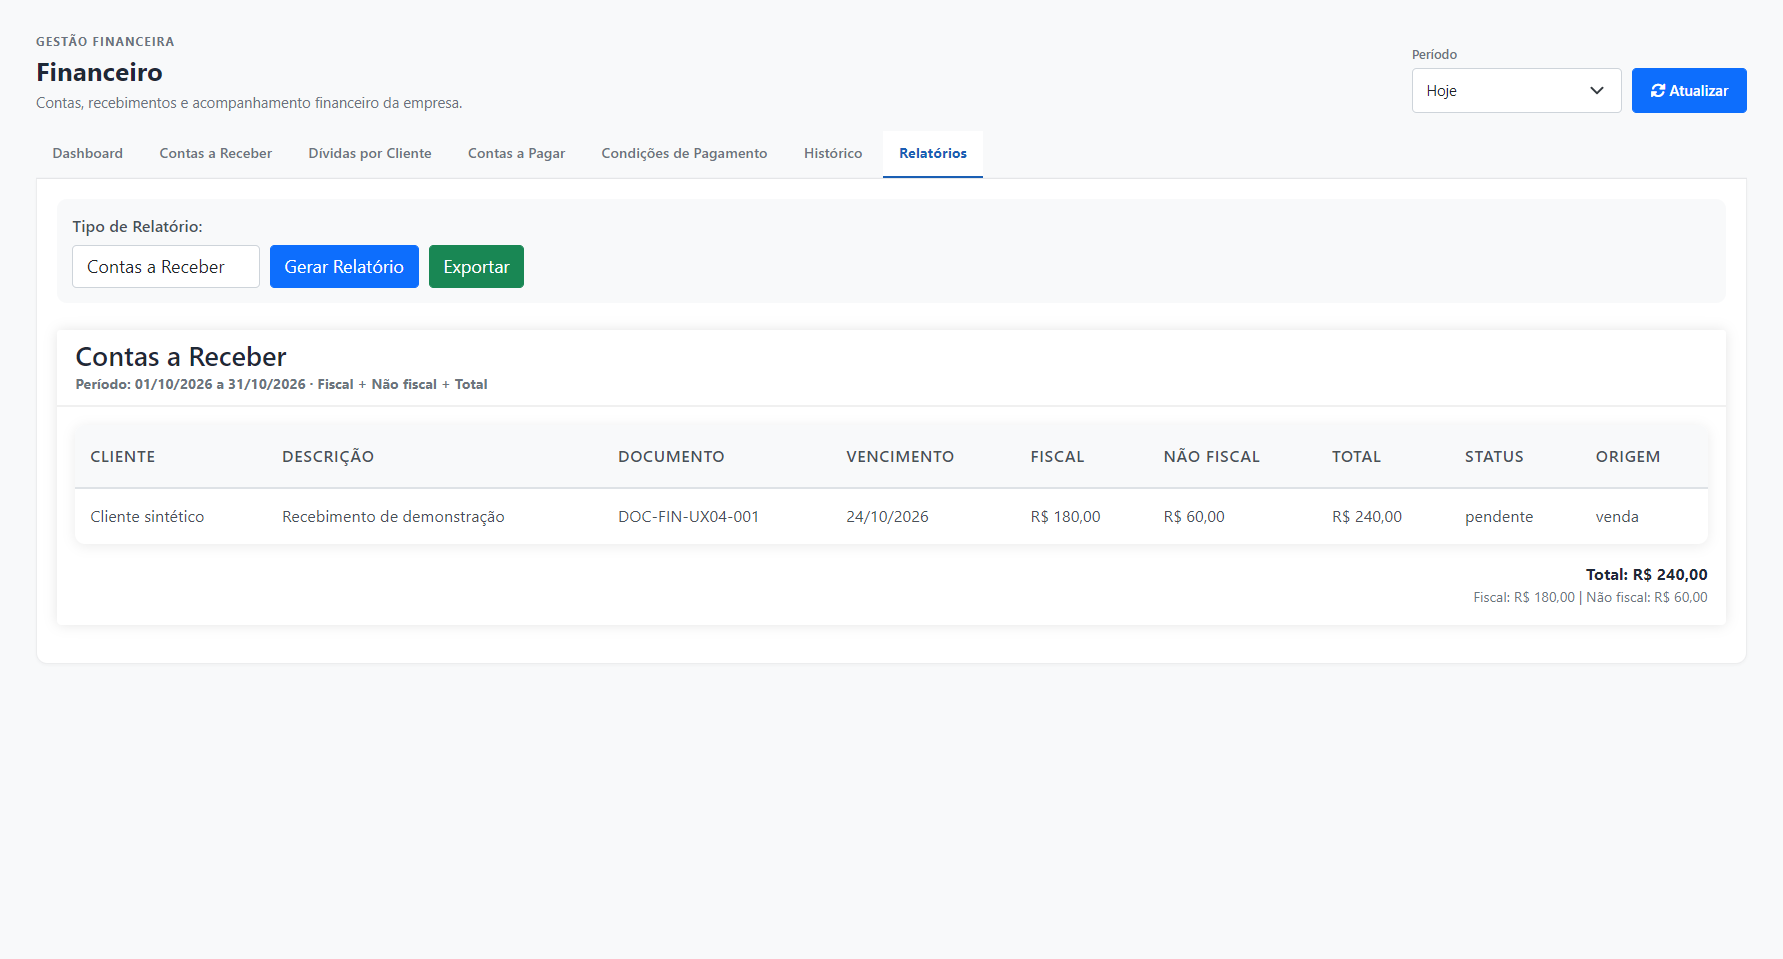 GESTÃO FINANCEIRA
Financeiro
Contas, recebimentos e acompanhamento financeiro da empresa.
Período
Hoje
Atualizar
Dashboard Contas a Receber Dívidas por Cliente Contas a Pagar Condições de Pagamento Histórico Relatórios
Tipo de Relatório:
Contas a Receber Gerar Relatório Exportar
Contas a Receber
Período: 01/10/2026 a 31/10/2026 · Fiscal + Não fiscal + Total
CLIENTE DESCRIÇÃO DOCUMENTO VENCIMENTO FISCAL NÃO FISCAL TOTAL STATUS ORIGEM
Cliente sintético Recebimento de demonstração DOC-FIN-UX04-001 24/10/2026 R$ 180,00 R$ 60,00 R$ 240,00 pendente venda
Total: R$ 240,00
Fiscal: R$ 180,00 | Não fiscal: R$ 60,00